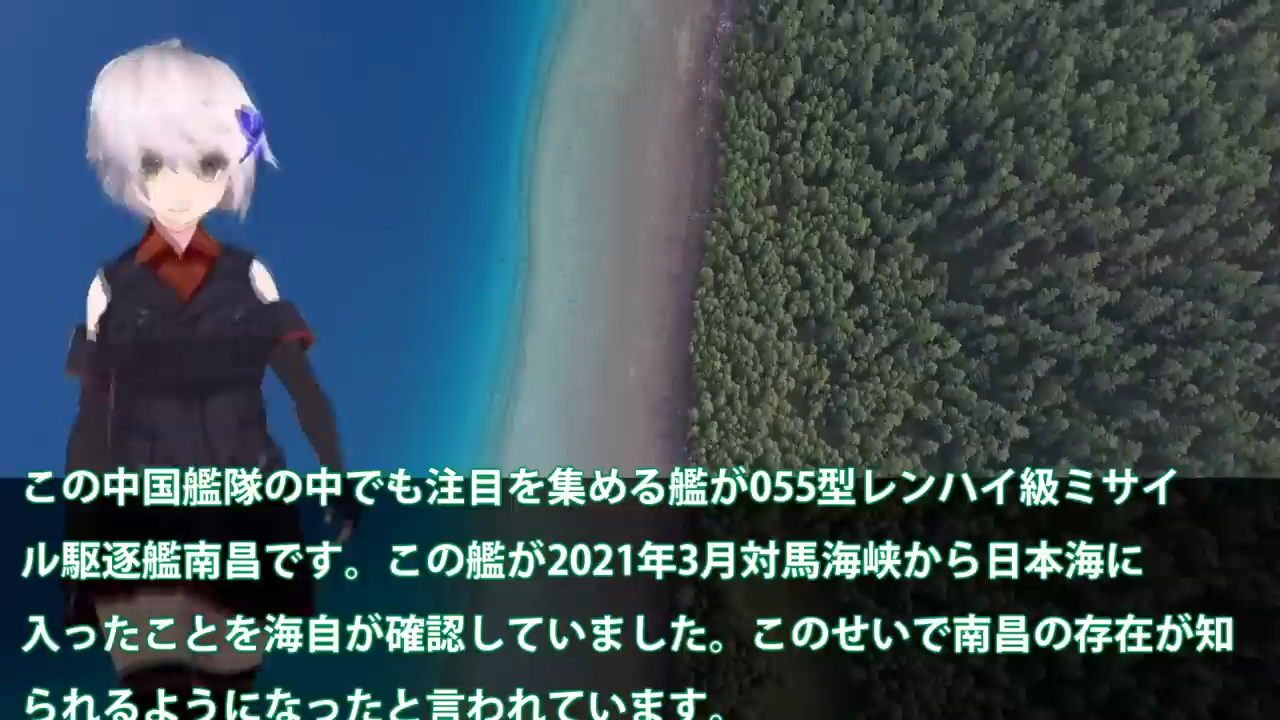 この中国艦隊の中でも注目を集める艦が055型レンハイ級ミサイ
ル駆逐艦南昌です。この艦が2021年3月対馬海峡から日本海に
入ったことを海自が確認していました。このせいで南昌の存在が知
られるようになったと言われています。